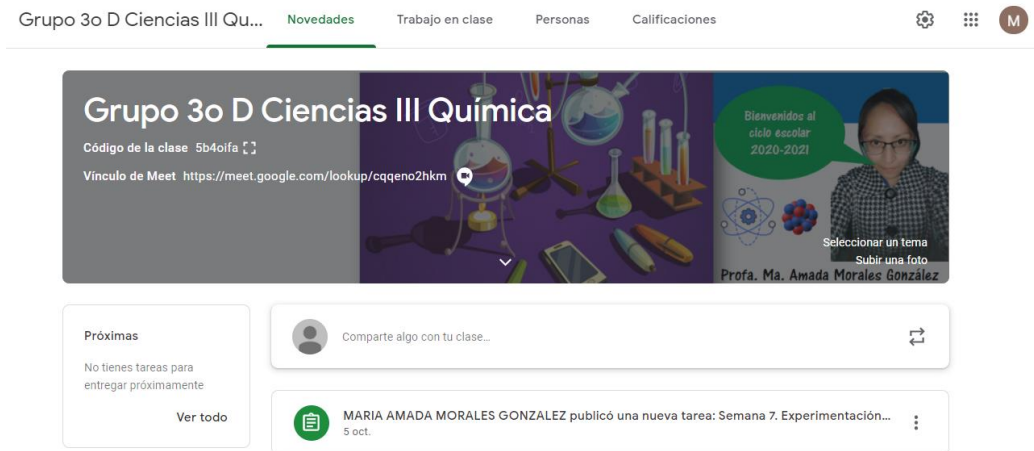 Grupo 3o D Ciencias III Qu...
Novedades
Trabajo en clase
Personas
Calificaciones
M
Grupo 3o D Ciencias III Química
Código de la clase 5b4oifa
Vínculo de Meet https://meet.google.com/lookup/cqqeno2hkm
Bienvenidos al
ciclo escolar
2020-2021
Seleccionar un tema
Subir una foto
Profa. Ma. Amada Morales González
Próximas
No tienes tareas para
entregar próximamente
Ver todo
Comparte algo con tu clase...
MARIA AMADA MORALES GONZALEZ publicó una nueva tarea: Semana 7. Experimentación...
5 oct.